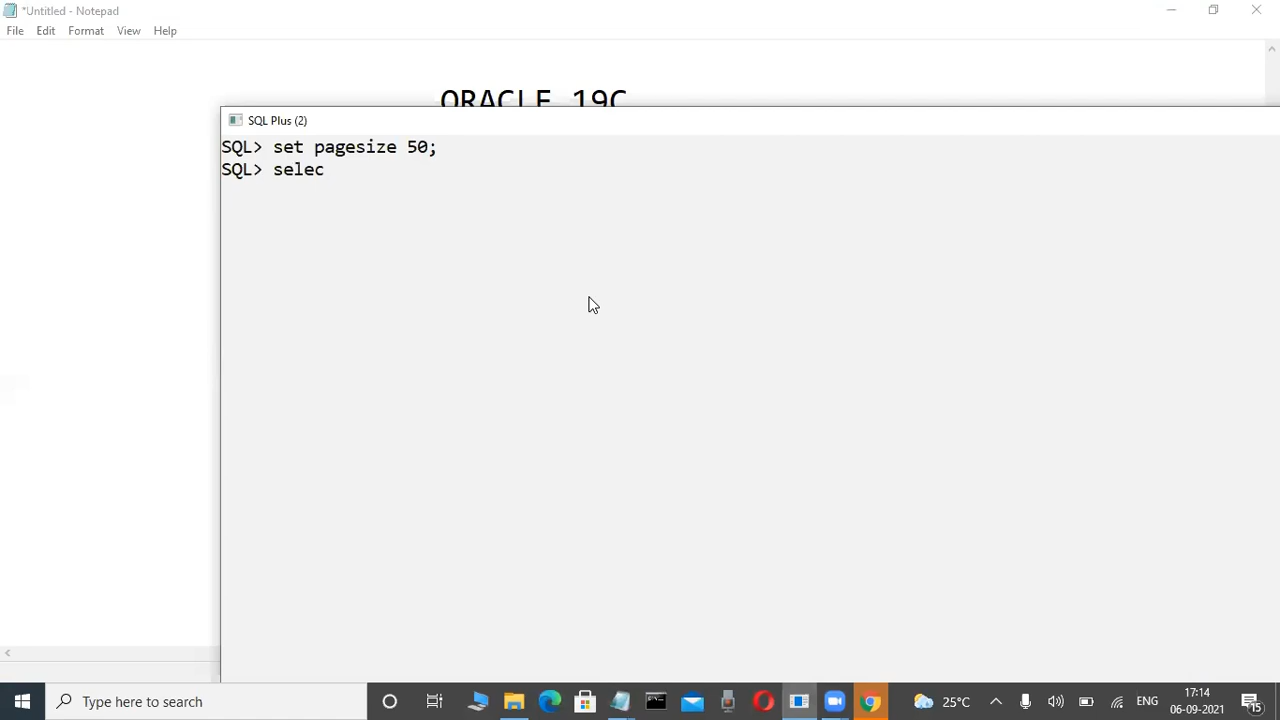 *Untitled - Notepad
File Edit Format View Help
ORACLE 19C
SQL Plus (2)
SQL> set pagesize 50;
SQL> selec
Type here to search
25°C
ENG
17:14
06-09-2021
15